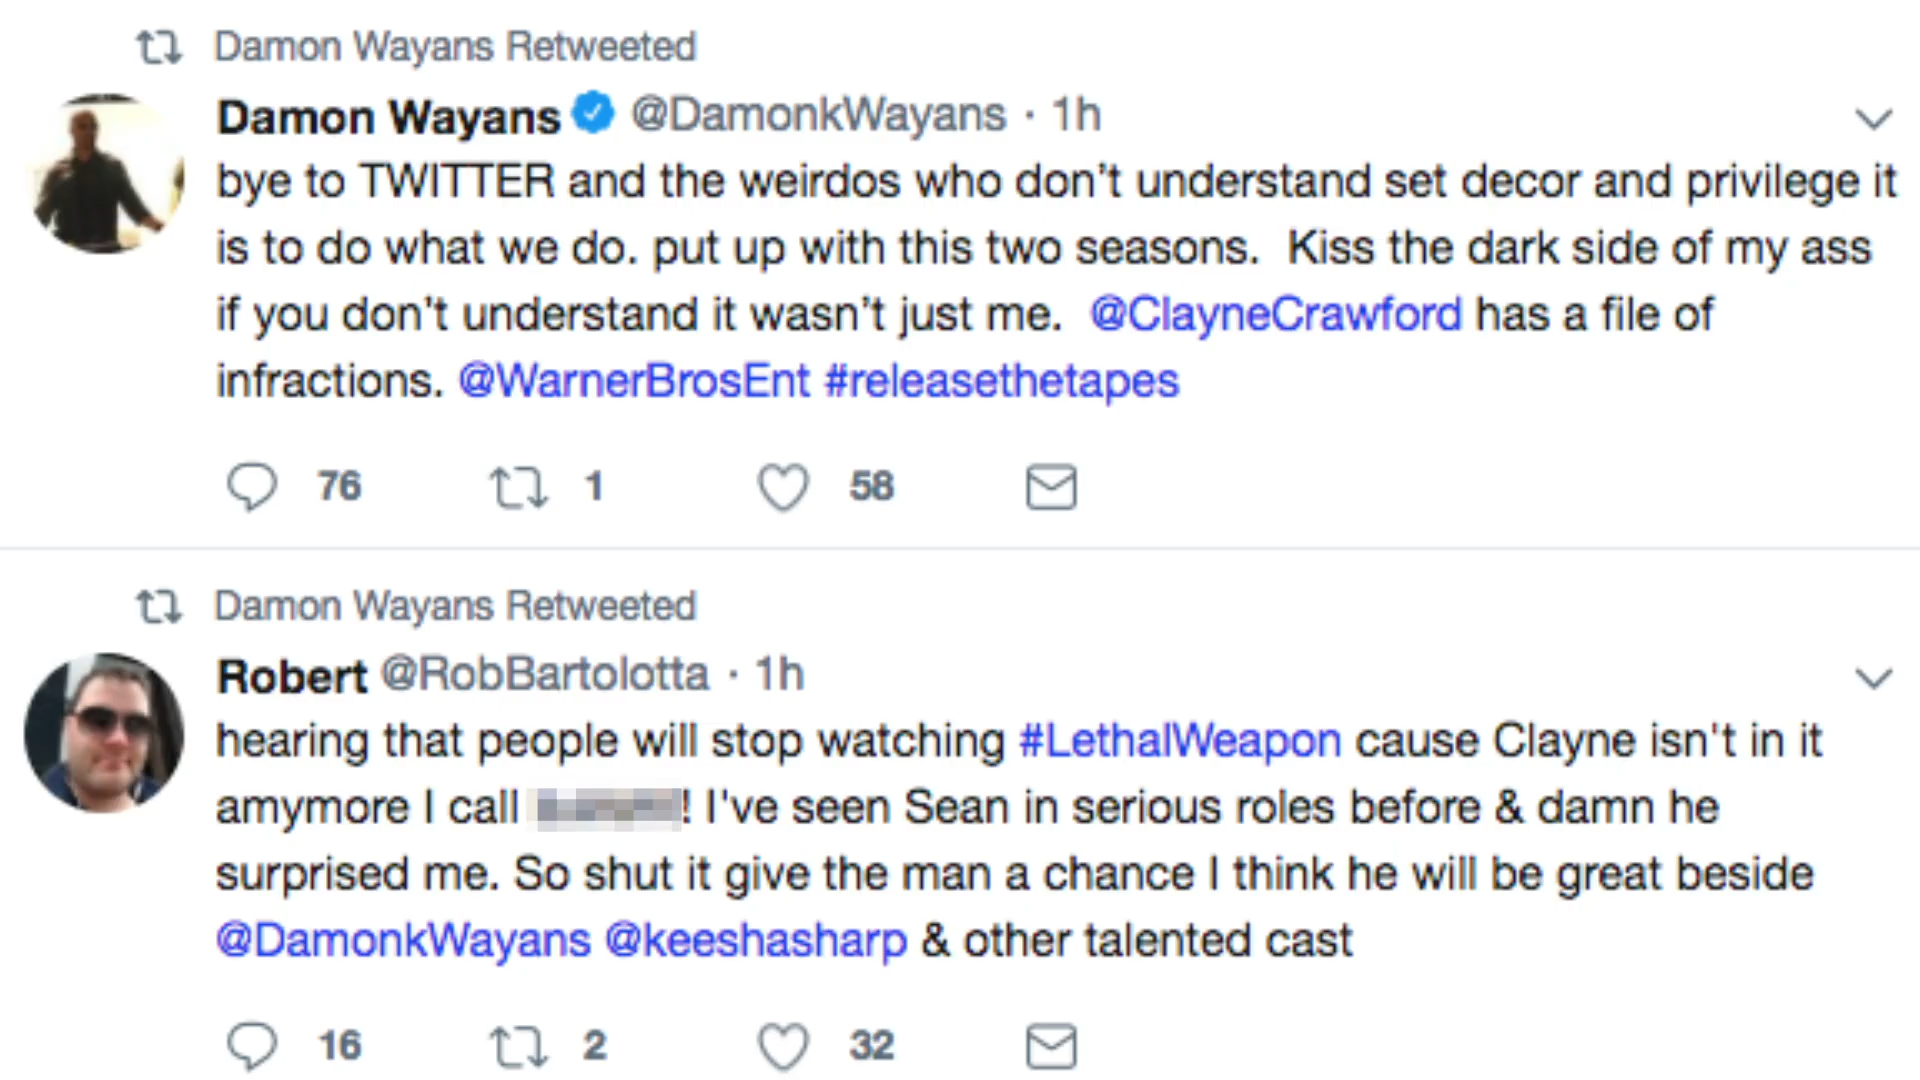 Damon Wayans Retweeted
Damon Wayans @DamonkWayans · 1h
bye to TWITTER and the weirdos who don't understand set decor and privilege it
is to do what we do. put up with this two seasons.  Kiss the dark side of my ass
if you don't understand it wasn't just me.  @ClayneCrawford has a file of
infractions. @WarnerBrosEnt #releasethetapes
76 1 58
Damon Wayans Retweeted
Robert @RobBartolotta · 1h
hearing that people will stop watching #LethalWeapon cause Clayne isn't in it
amymore I call ! I've seen Sean in serious roles before & damn he
surprised me. So shut it give the man a chance I think he will be great beside
@DamonkWayans @keeshasharp & other talented cast
16 2 32